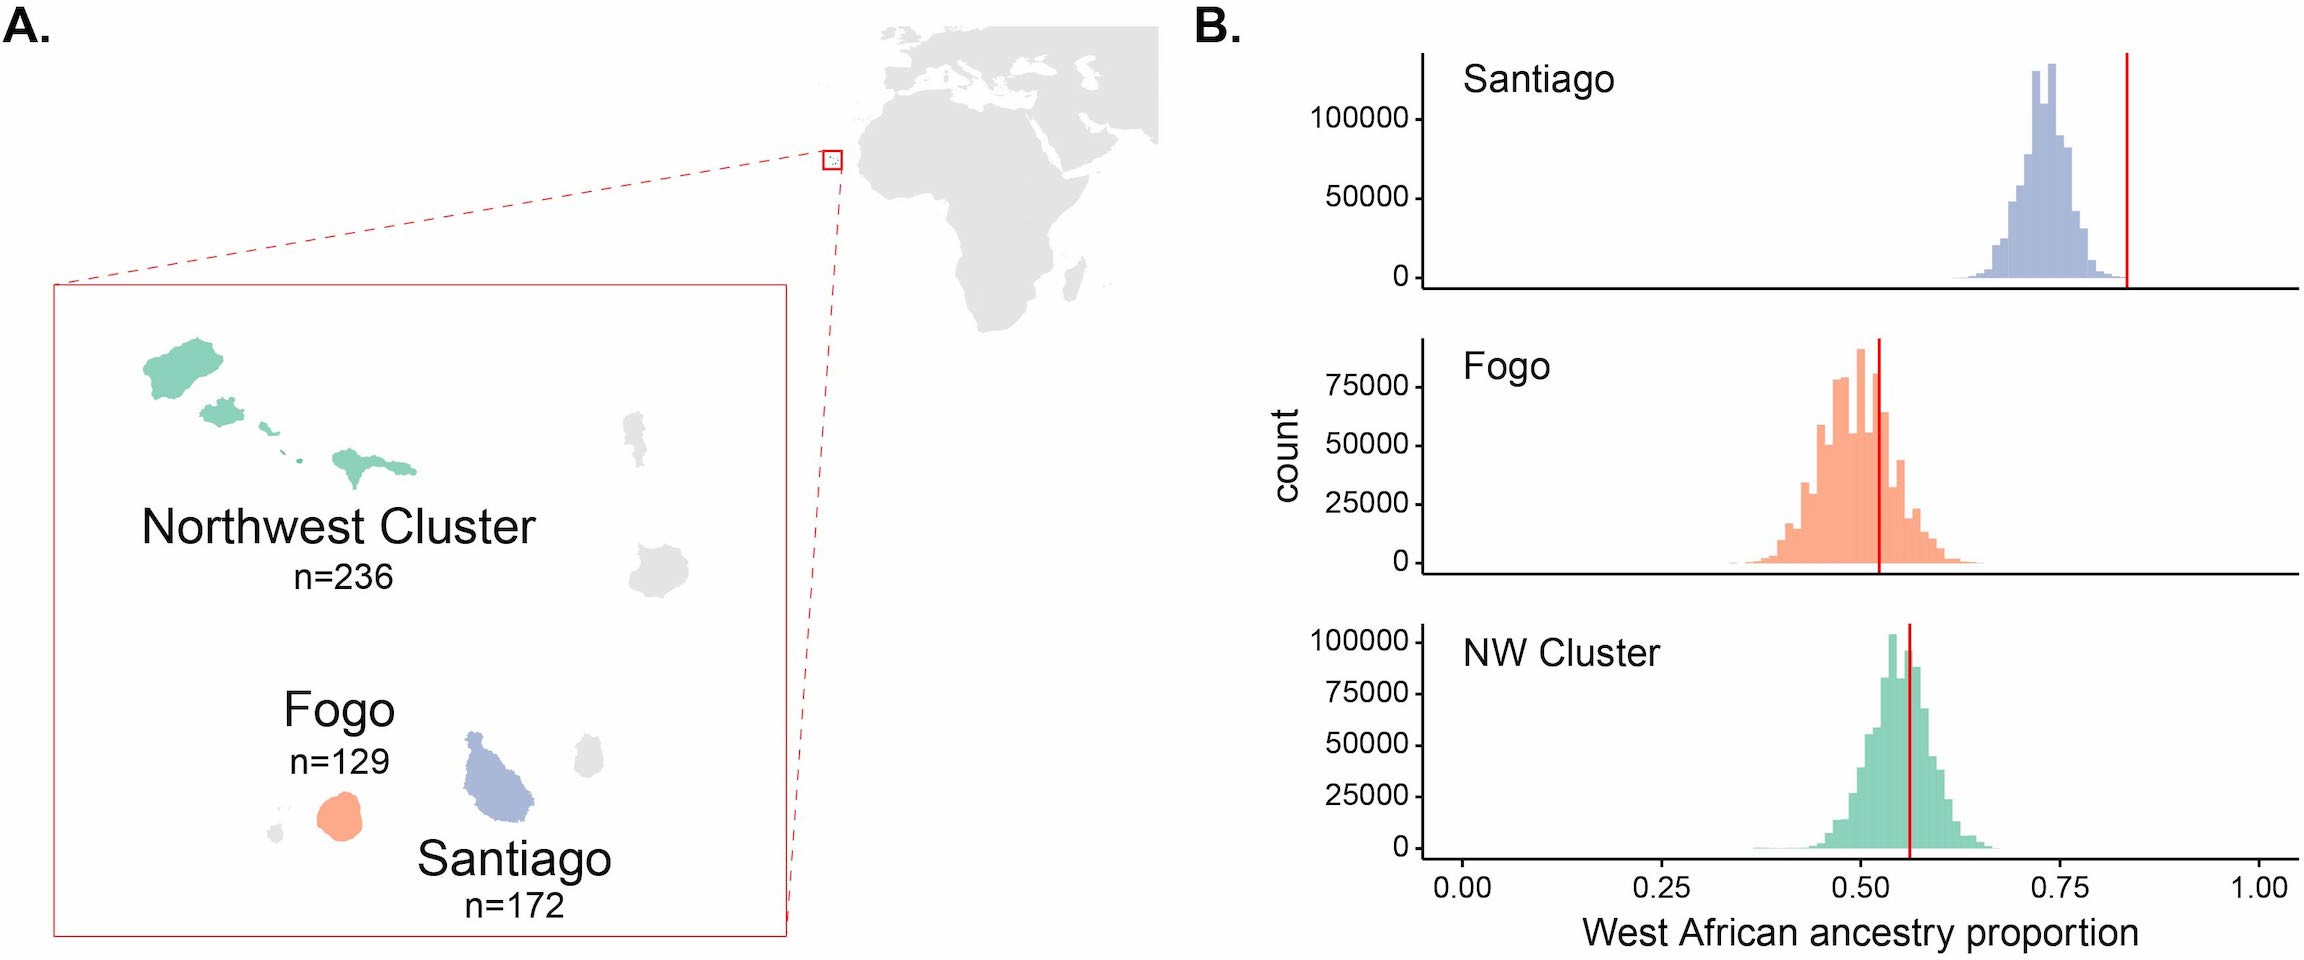 A.
Northwest Cluster
n=236
Fogo
n=129
Santiago
n=172
B.
Santiago
100000
50000
0
Fogo
75000
50000
25000
0
count
NW Cluster
100000
75000
50000
25000
0
0.00 0.25 0.50 0.75 1.00
West African ancestry proportion